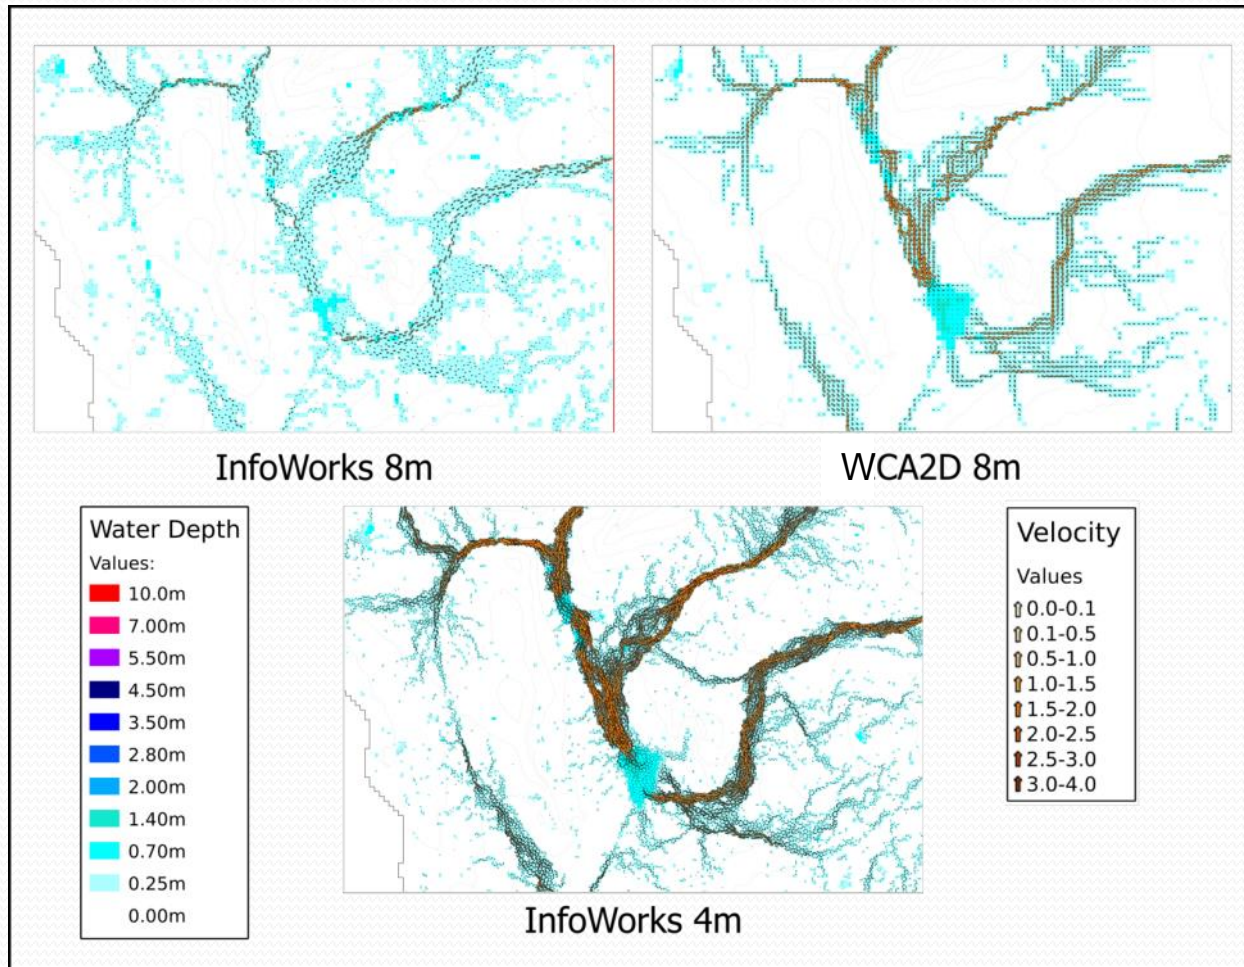 InfoWorks 8m
WCA2D 8m
Water Depth
Values:
10.0m
7.00m
5.50m
4.50m
3.50m
2.80m
2.00m
1.40m
0.70m
0.25m
0.00m
InfoWorks 4m
Velocity
Values
0.0-0.1
0.1-0.5
0.5-1.0
1.0-1.5
1.5-2.0
2.0-2.5
2.5-3.0
3.0-4.0